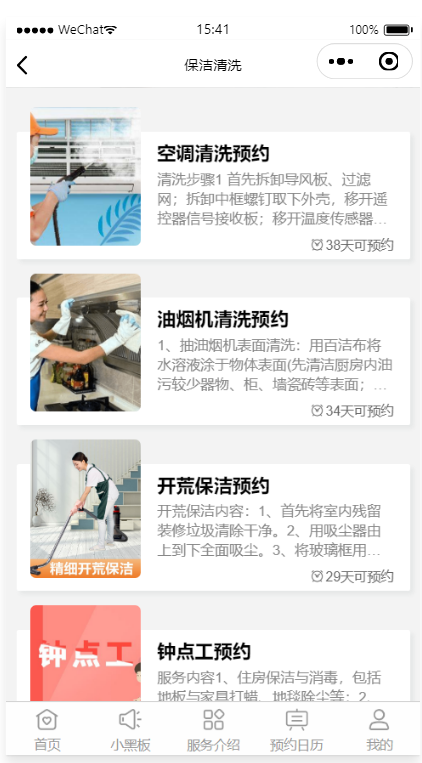 WeChat 15:41 100%
保洁清洗
空调清洗预约
清洗步骤1 首先拆卸导风板、过滤
网；拆卸中框螺钉取下外壳，移开遥
控器信号接收板；移开温度传感器…
38天可预约
油烟机清洗预约
1、抽油烟机表面清洗：用百洁布将
水溶液涂于物体表面(先清洁厨房内油
污较少器物、柜、墙瓷砖等表面；…
34天可预约
开荒保洁预约
开荒保洁内容：1、首先将室内残留
装修垃圾清除干净。2、用吸尘器由
上到下全面吸尘。3、将玻璃框用…
精细开荒保洁
29天可预约
钟点工
钟点工预约
服务内容1、住房保洁与消毒，包括
地板与家具打蜡、地毯除尘等；2、
首页 小黑板 服务介绍 预约日历 我的